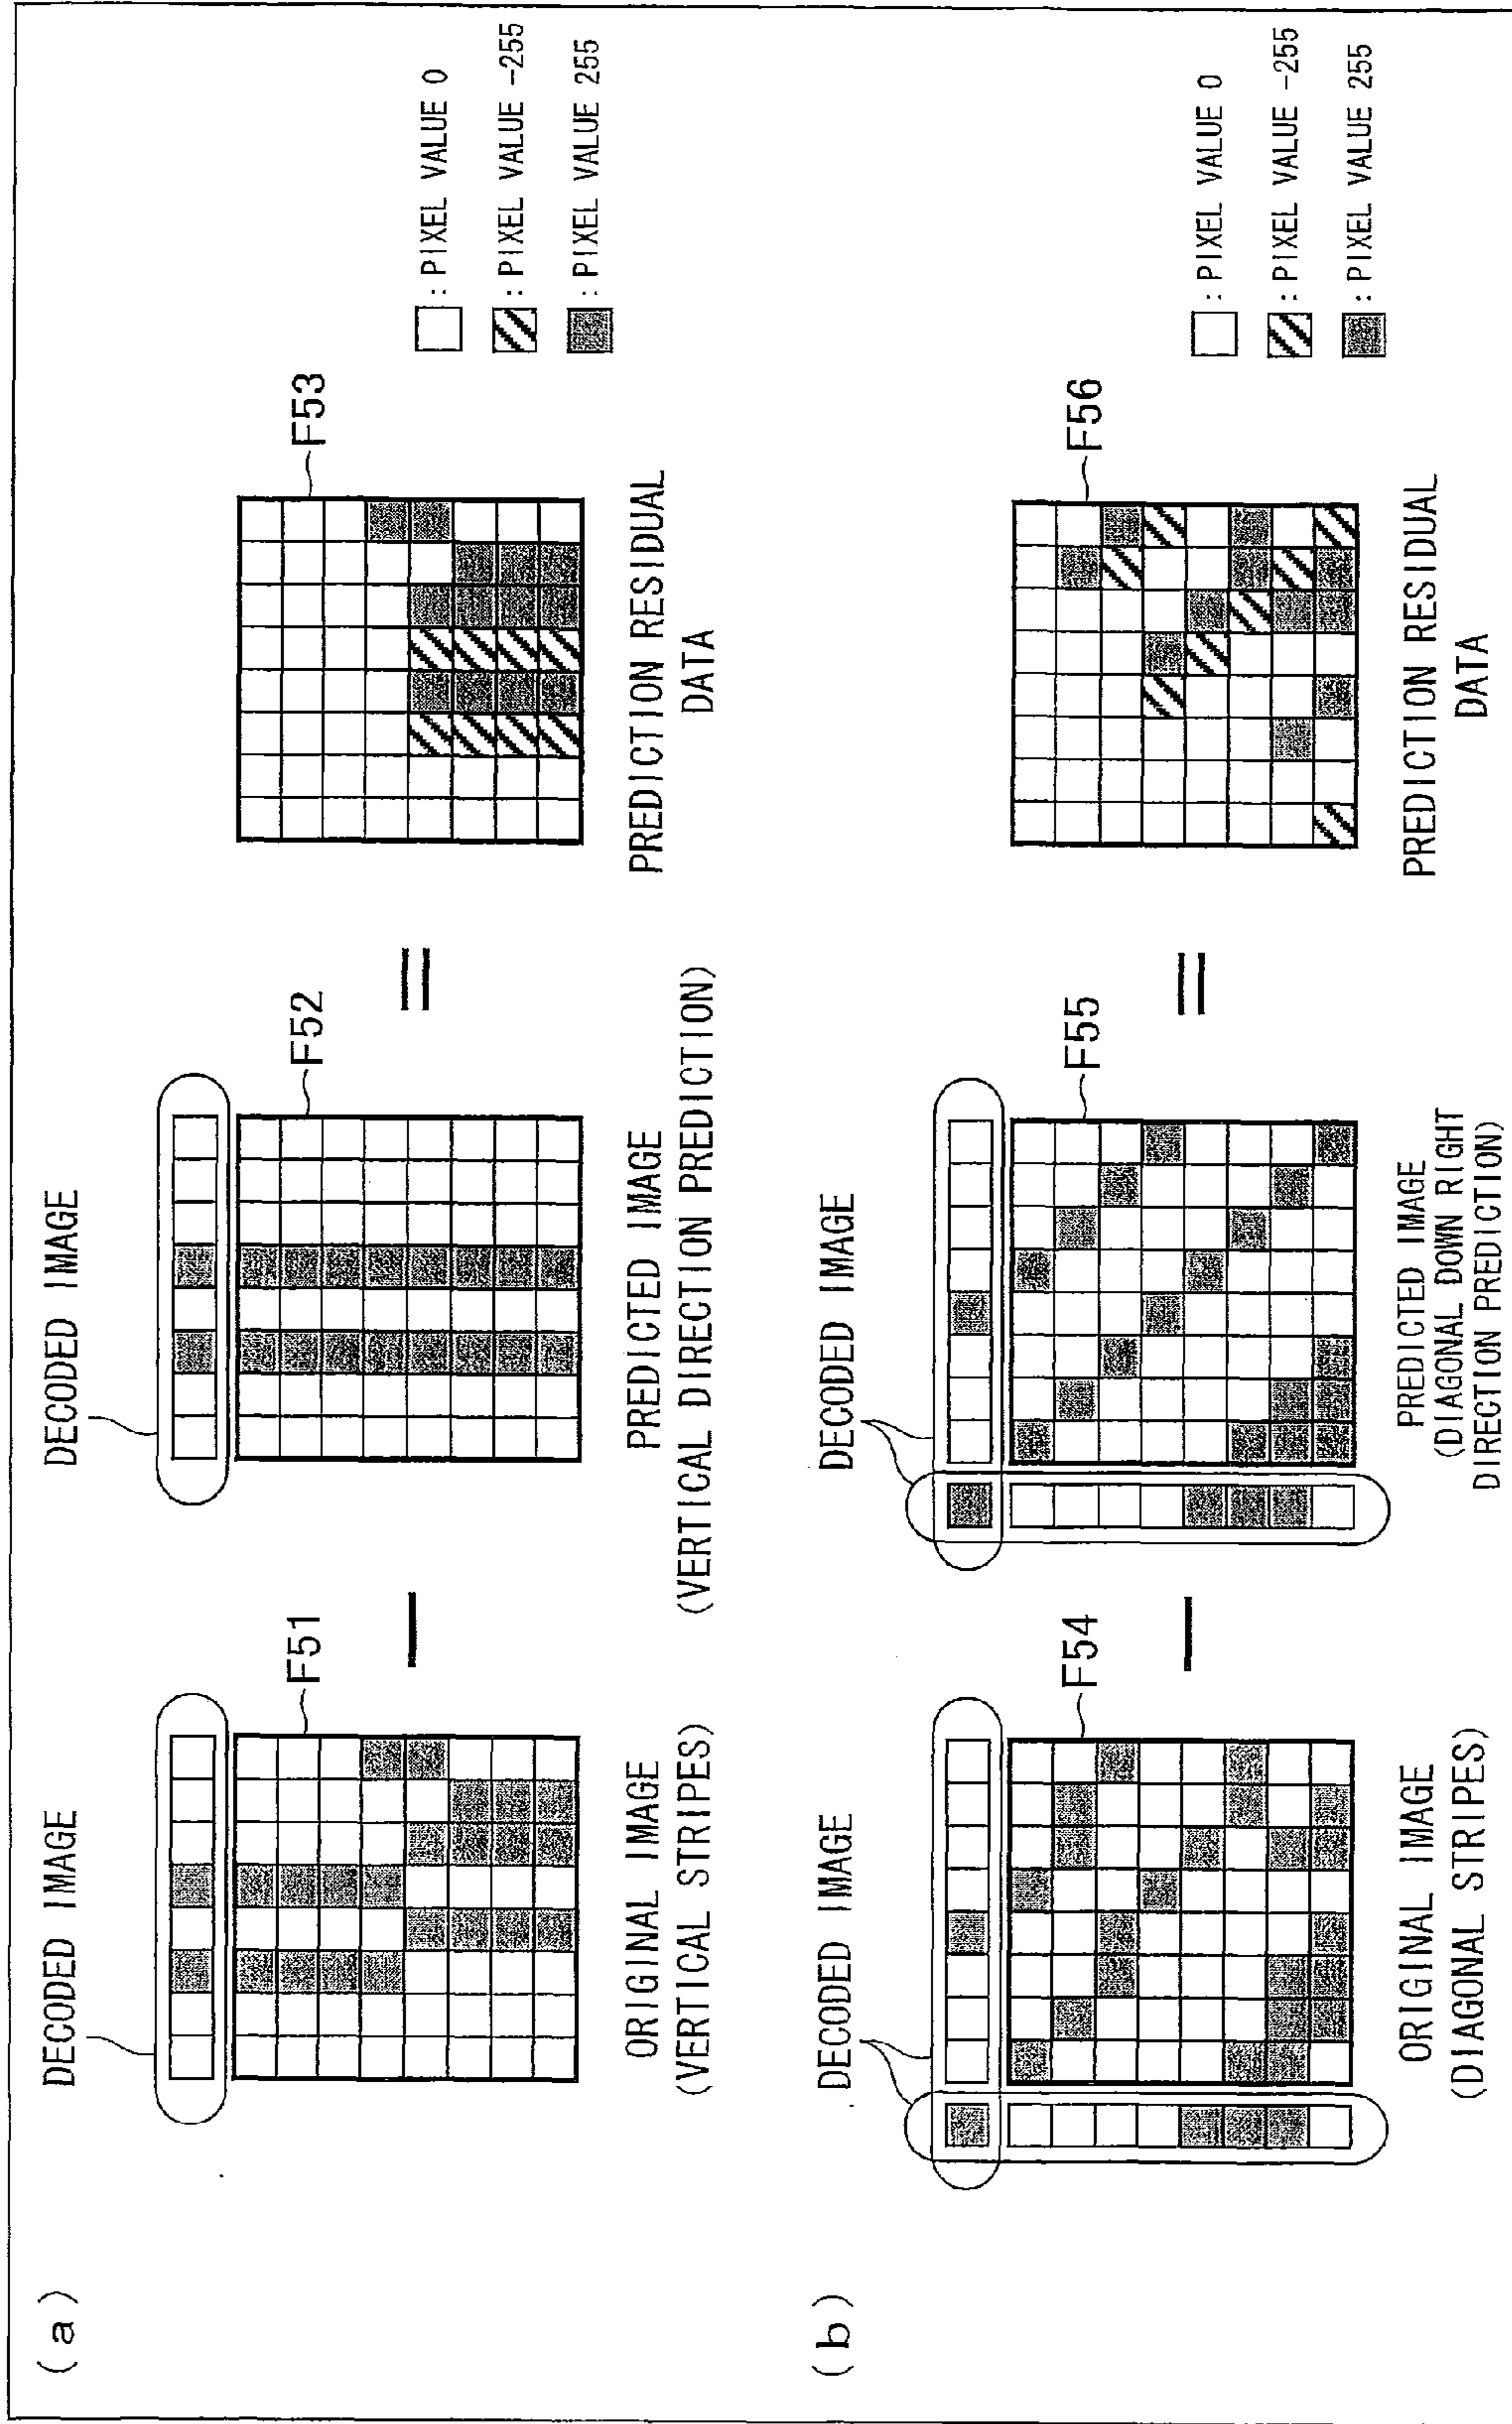 (a)
DECODED IMAGE
F51
ORIGINAL IMAGE
(VERTICAL STRIPES)
DECODED IMAGE
F52
PREDICTED IMAGE
(VERTICAL DIRECTION PREDICTION)
F53
PREDICTION RESIDUAL
DATA
: PIXEL VALUE 0
: PIXEL VALUE -255
: PIXEL VALUE 255
(b)
DECODED IMAGE
F54
ORIGINAL IMAGE
(DIAGONAL STRIPES)
DECODED IMAGE
F55
PREDICTED IMAGE
(DIAGONAL DOWN RIGHT
DIRECTION PREDICTION)
F56
PREDICTION RESIDUAL
DATA
: PIXEL VALUE 0
: PIXEL VALUE -255
: PIXEL VALUE 255